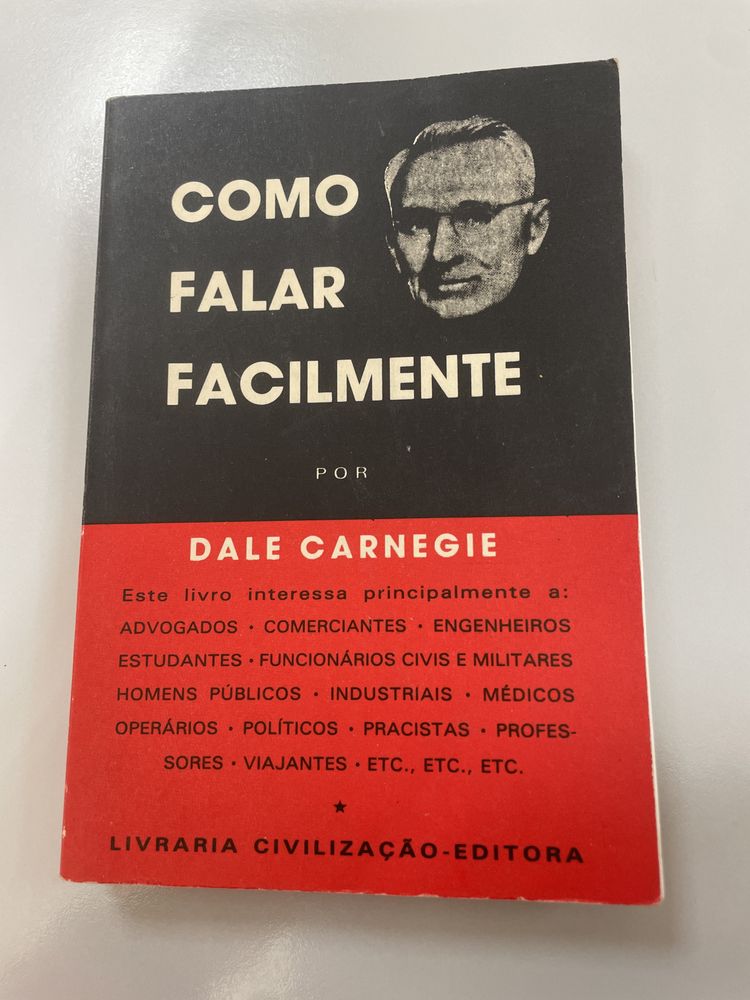 COMO
FALAR
FACILMENTE
POR
DALE CARNEGIE
Este livro interessa principalmente a:
ADVOGADOS • COMERCIANTES • ENGENHEIROS
ESTUDANTES • FUNCIONÁRIOS CIVIS E MILITARES
HOMENS PÚBLICOS • INDUSTRIAIS • MÉDICOS
OPERÁRIOS • POLÍTICOS • PRACISTAS • PROFES-
SORES • VIAJANTES • ETC., ETC., ETC.
★
LIVRARIA CIVILIZAÇÃO-EDITORA